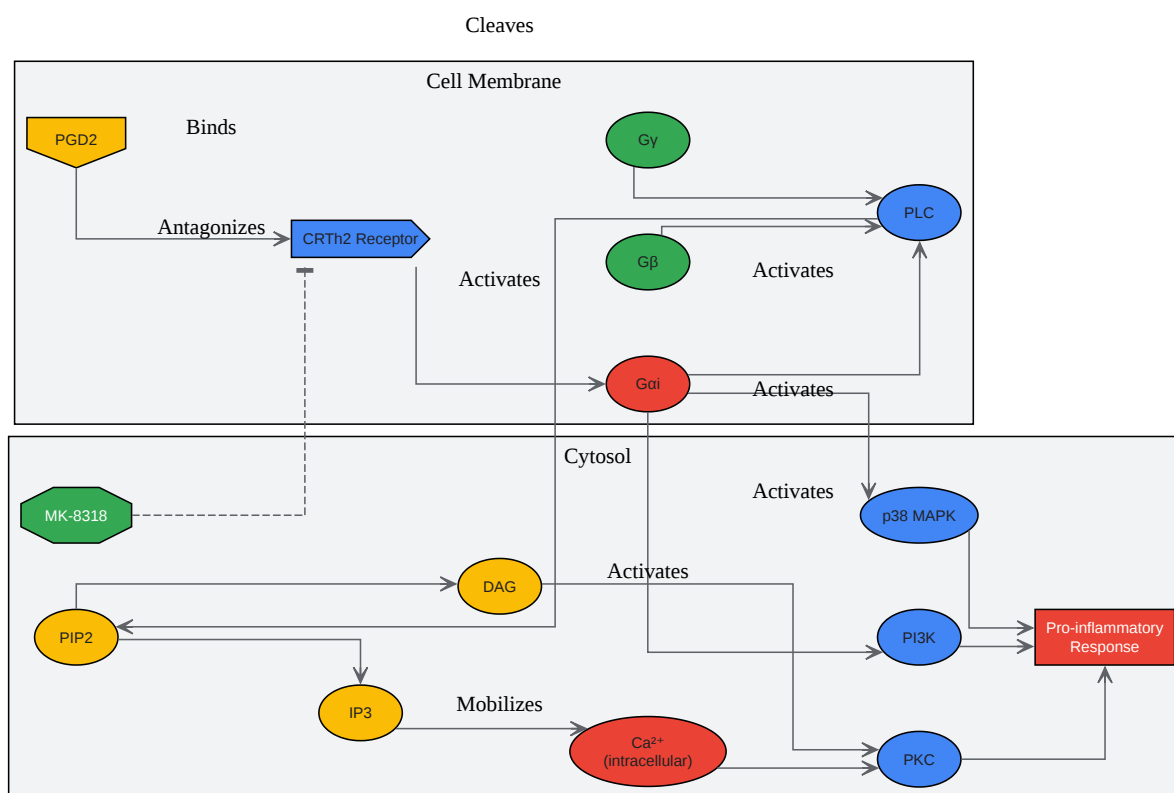 Cleaves
Cell Membrane
PGD2
Binds
Gγ
PLC
Antagonizes
CRTh2 Receptor
Gβ
Activates
Activates
Gαi
Activates
Cytosol
MK-8318
Activates
p38 MAPK
DAG
Activates
PIP2
PI3K
Pro-inflammatory
Response
IP3
Mobilizes
Ca²⁺
(intracellular)
PKC